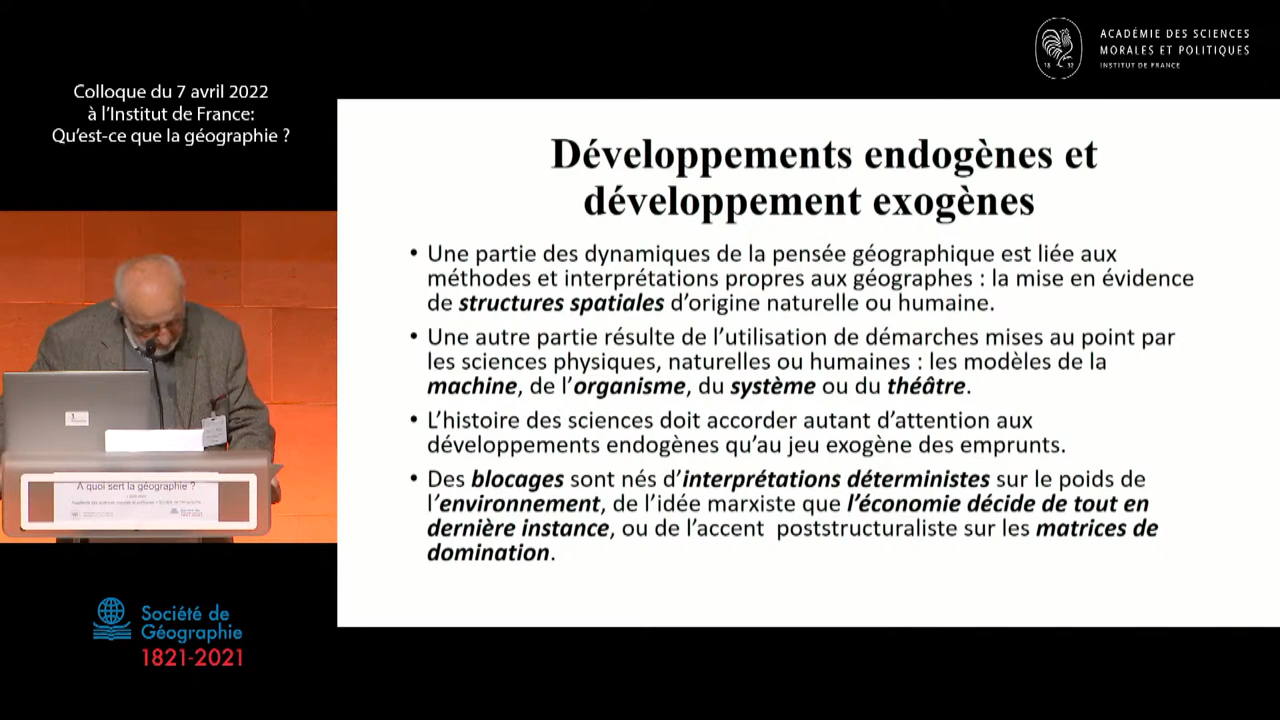 ACADÉMIE DES SCIENCES
MORALES ET POLITIQUES
INSTITUT DE FRANCE
18 32
Colloque du 7 avril 2022
à l'Institut de France:
Qu'est-ce que la géographie ?
Développements endogènes et
développement exogènes
• Une partie des dynamiques de la pensée géographique est liée aux
méthodes et interprétations propres aux géographes : la mise en évidence
de structures spatiales d'origine naturelle ou humaine.
• Une autre partie résulte de l'utilisation de démarches mises au point par
les sciences physiques, naturelles ou humaines : les modèles de la
machine, de l'organisme, du système ou du théâtre.
• L'histoire des sciences doit accorder autant d'attention aux
développements endogènes qu'au jeu exogène des emprunts.
• Des blocages sont nés d'interprétations déterministes sur le poids de
l'environnement, de l'idée marxiste que l'économie décide de tout en
dernière instance, ou de l'accent poststructuraliste sur les matrices de
domination.
A quoi sert la géographie ?
Société de
Géographie
1821-2021